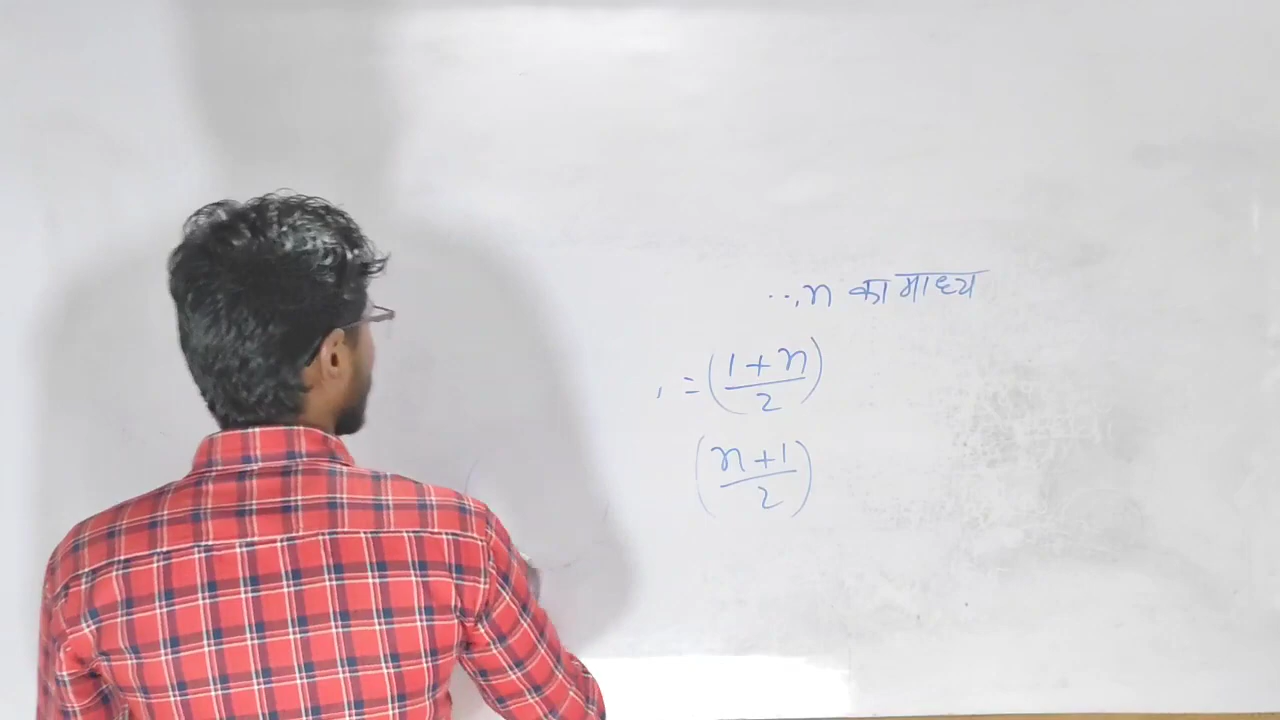 ..,n का माध्य
, = (1+n/2)
(n+1/2)